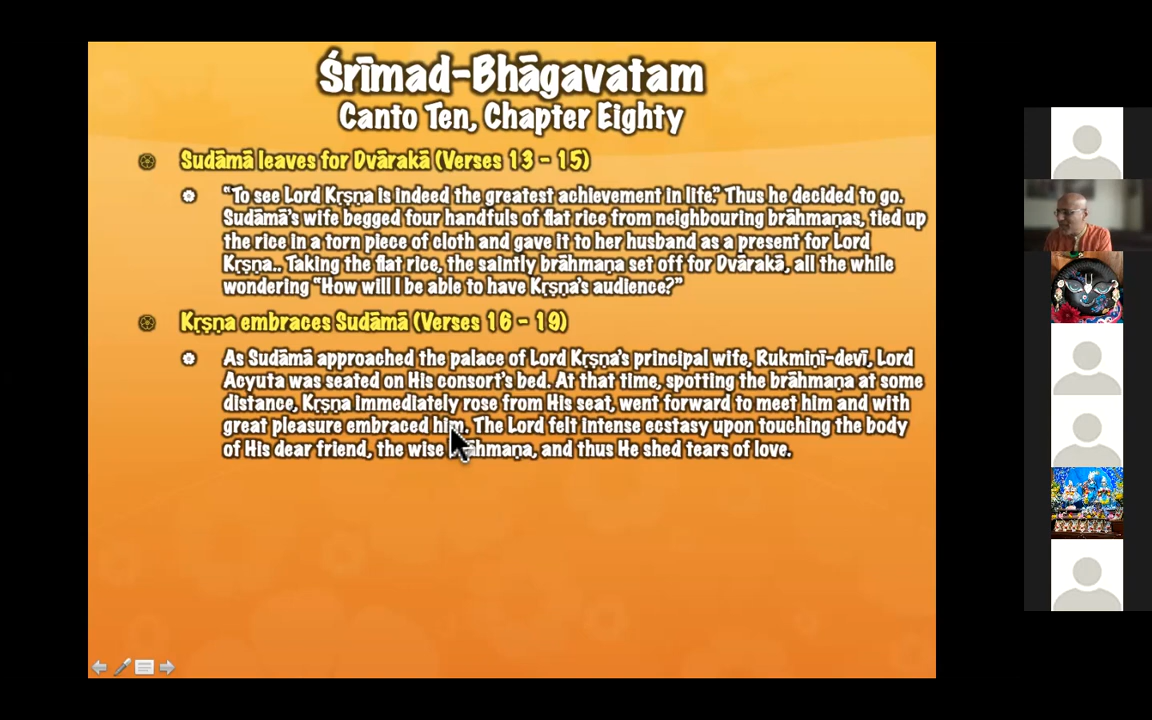 Śrīmad-Bhāgavatam
Canto Ten, Chapter Eighty
Sudāmā leaves for Dvārakā (Verses 13 - 15)
"To see Lord Kṛṣṇa is indeed the greatest achievement in life." Thus he decided to go.
Sudāmā's wife begged four handfuls of flat rice from neighbouring brāhmaṇas, tied up
the rice in a torn piece of cloth and gave it to her husband as a present for Lord
Kṛṣṇa.. Taking the flat rice, the saintly brāhmaṇa set off for Dvārakā, all the while
wondering "How will I be able to have Kṛṣṇa's audience?"
Kṛṣṇa embraces Sudāmā (Verses 16 - 19)
As Sudāmā approached the palace of Lord Kṛṣṇa's principal wife, Rukmiṇī-devī, Lord
Acyuta was seated on His consort's bed. At that time, spotting the brāhmaṇa at some
distance, Kṛṣṇa immediately rose from His seat, went forward to meet him and with
great pleasure embraced him. The Lord felt intense ecstasy upon touching the body
of His dear friend, the wise brāhmaṇa, and thus He shed tears of love.